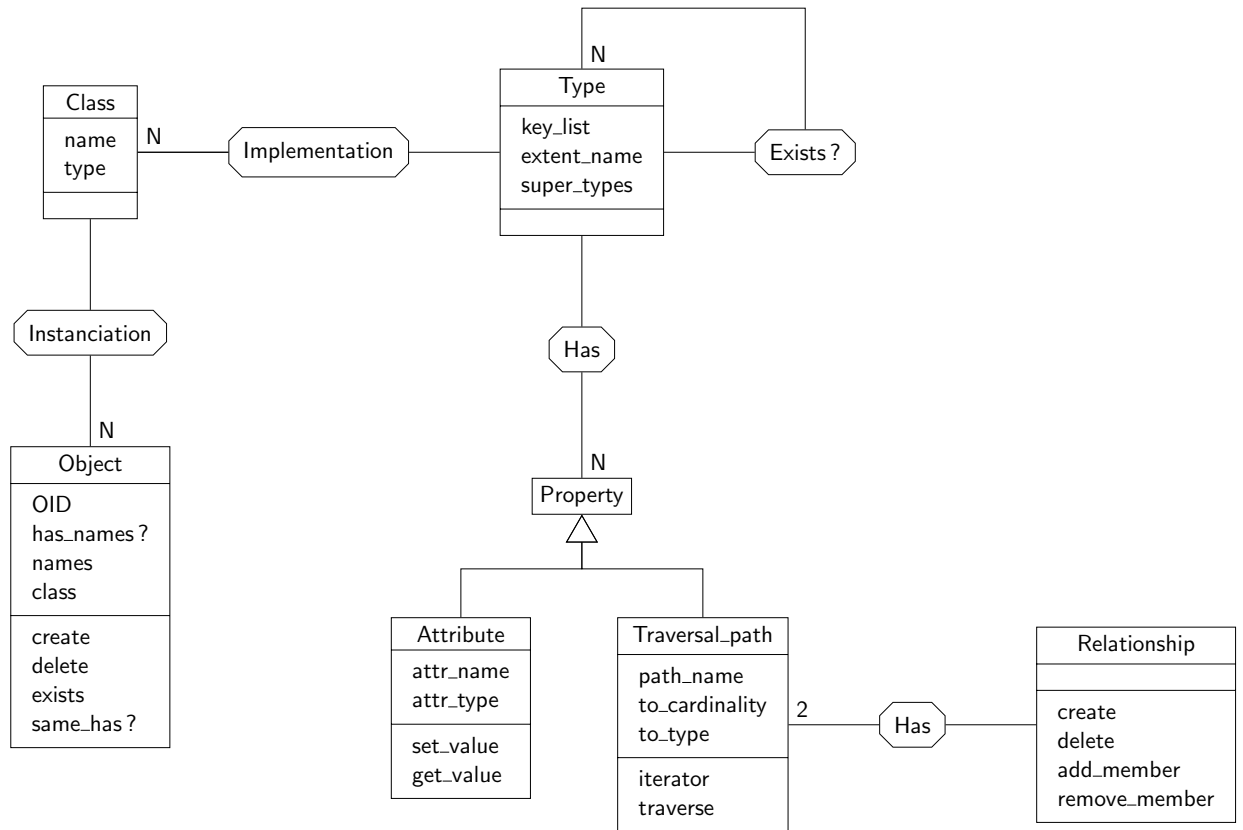 N
Type
key_list
extent_name
super_types
Class
name
type
N
Implementation
Exists ?
Instanciation
Has
N
Object
OID
has_names ?
names
class
create
delete
exists
same_has ?
N
Property
Attribute
attr_name
attr_type
set_value
get_value
Traversal_path
path_name
to_cardinality
to_type
iterator
traverse
2
Has
Relationship
create
delete
add_member
remove_member